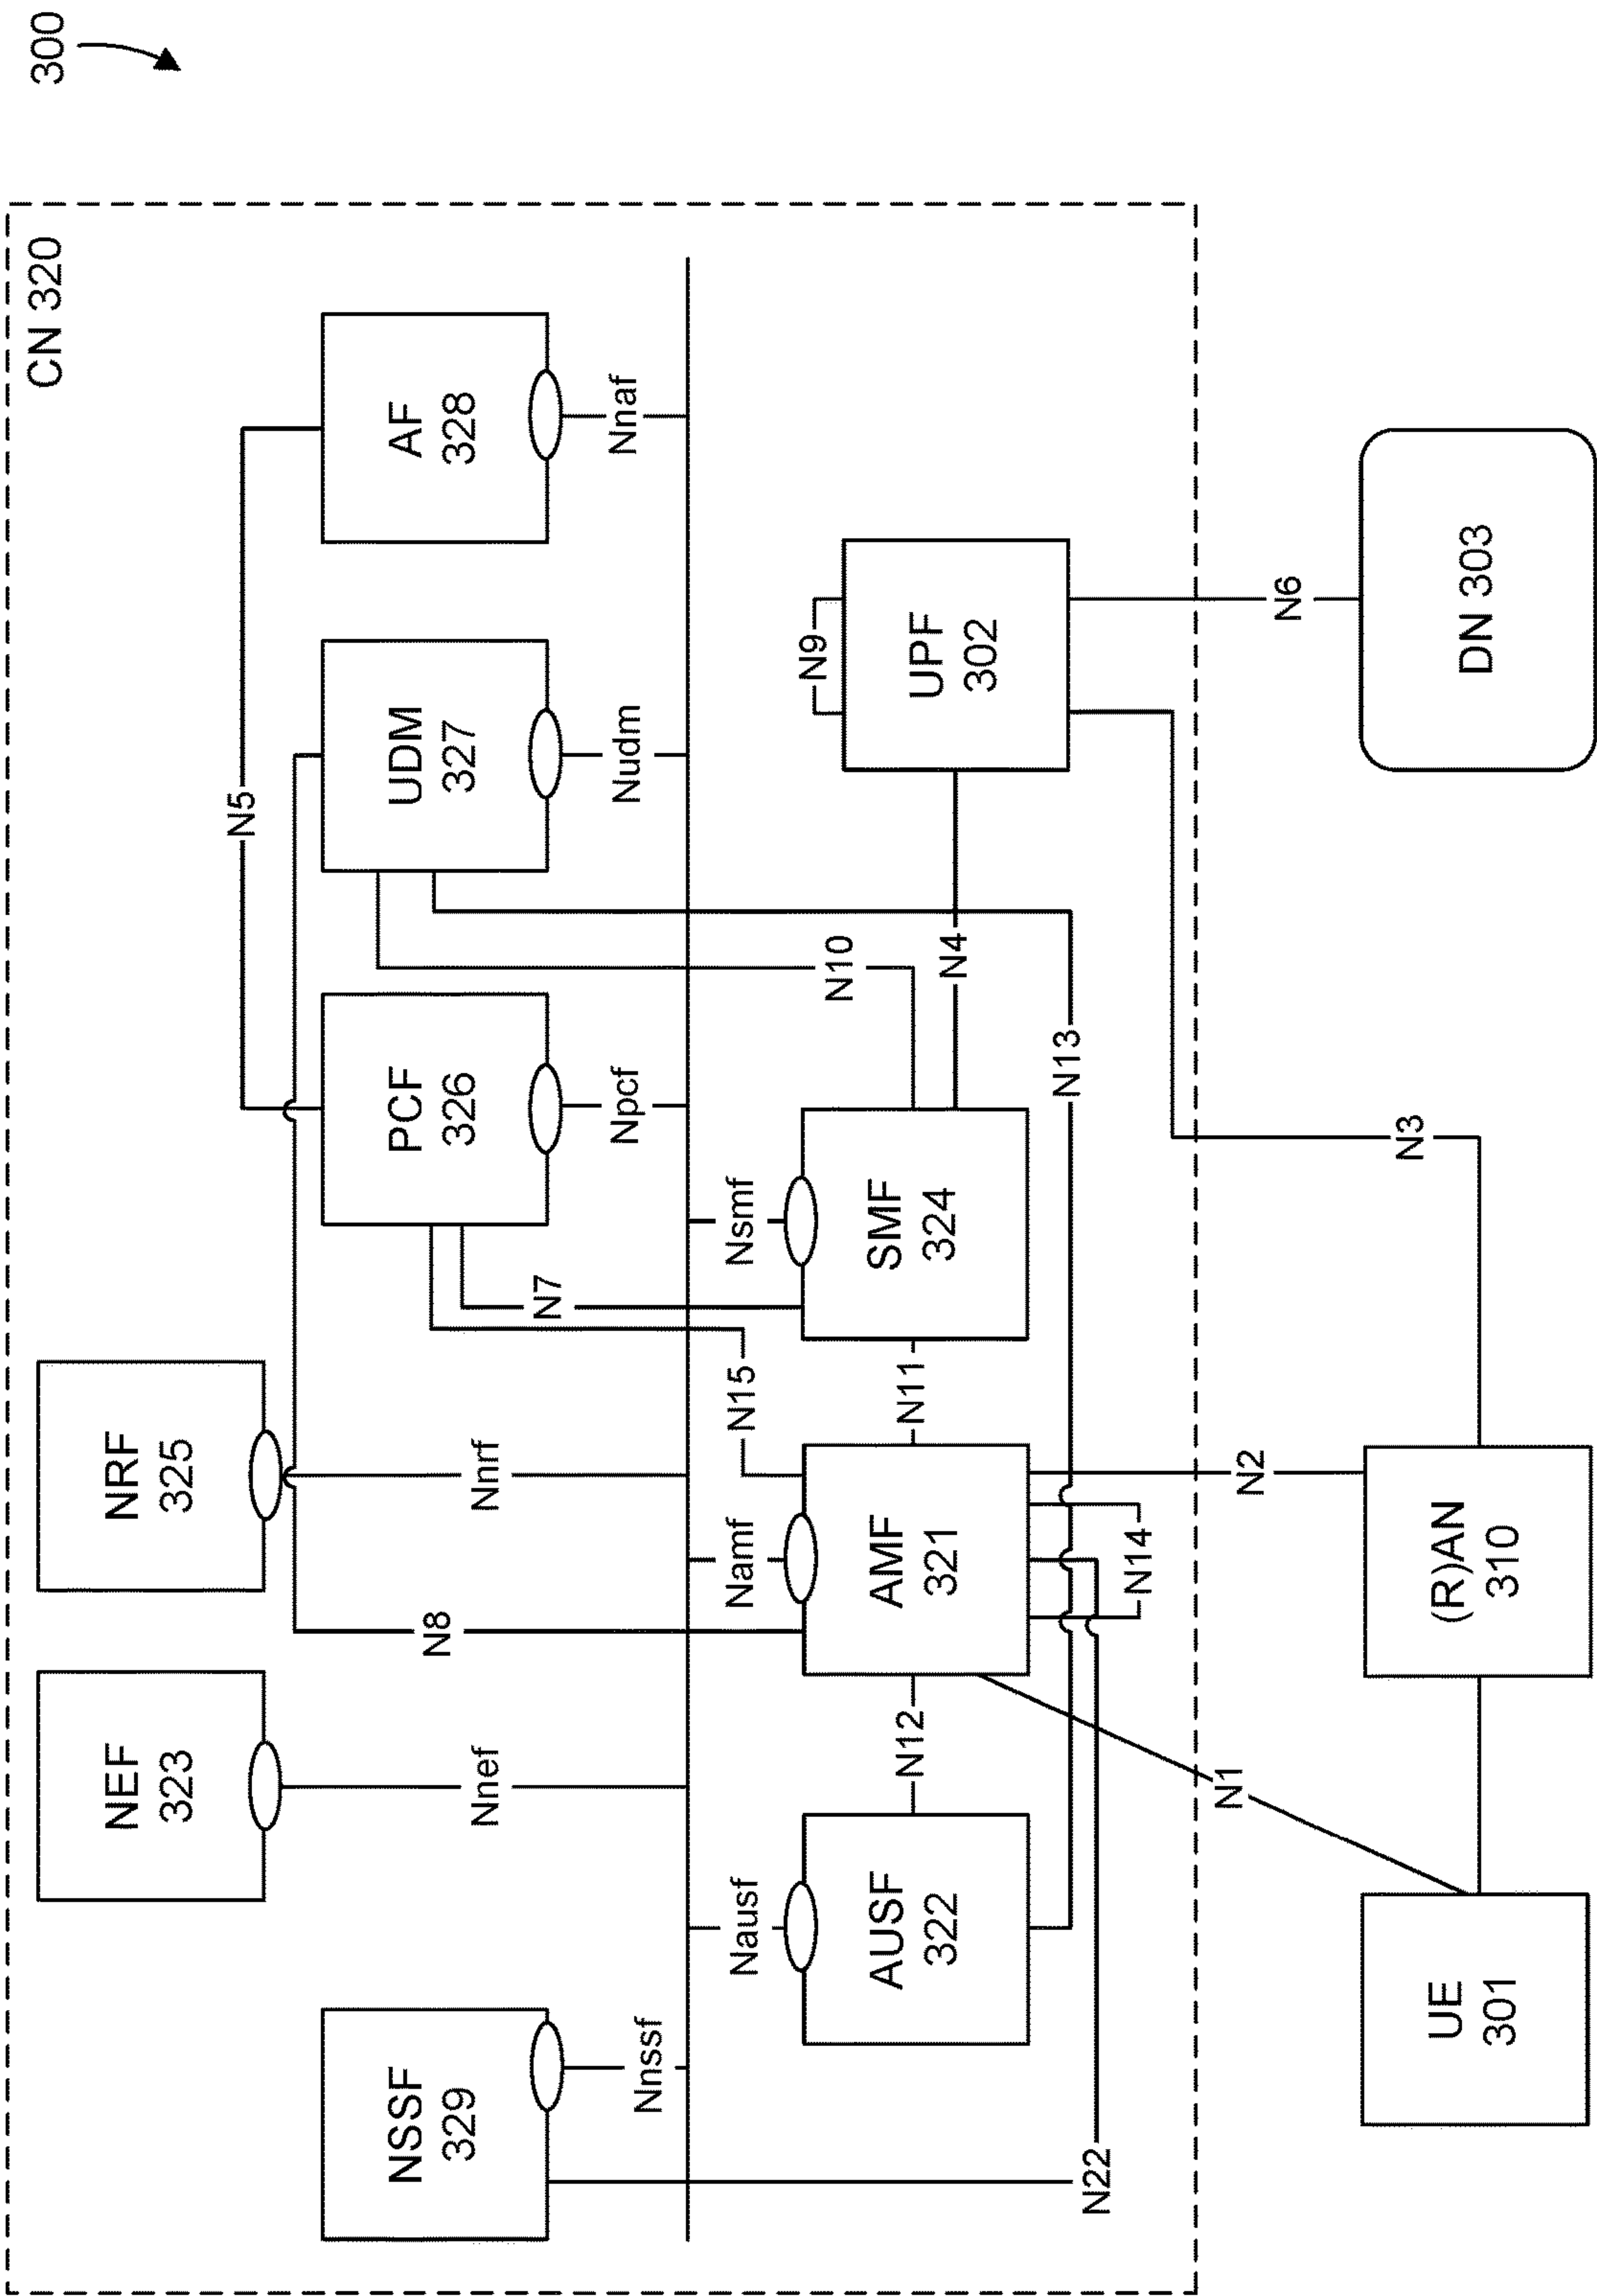 300
CN 320
NSSF
329
NEF
323
NRF
325
PCF
326
UDM
327
AF
328
N5
N8
Nnssf
Nnef
Nnrf
N7
Npcf
Nudm
Nnaf
Nausf
Namf
N15
Nsmf
N10
N9
AUSF
322
N12
AMF
321
N11
SMF
324
N4
UPF
302
N13
N22
N14
N1
N2
N3
N6
UE
301
(R)AN
310
DN 303